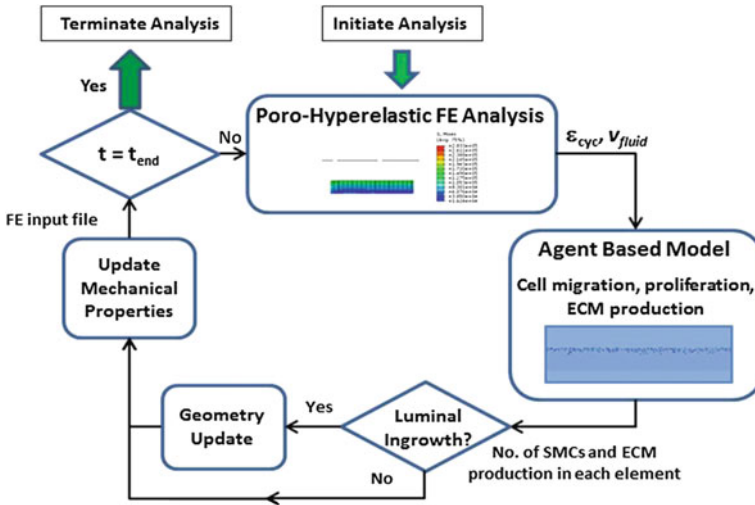 Terminate Analysis
Initiate Analysis
Yes
Poro-Hyperelastic FE Analysis
No
t = t_end
ε_cyc, v_fluid
FE input file
Agent Based Model
Cell migration, proliferation,
ECM production
Update
Mechanical
Properties
Geometry
Update
Yes
Luminal
Ingrowth?
No
No. of SMCs and ECM
production in each element